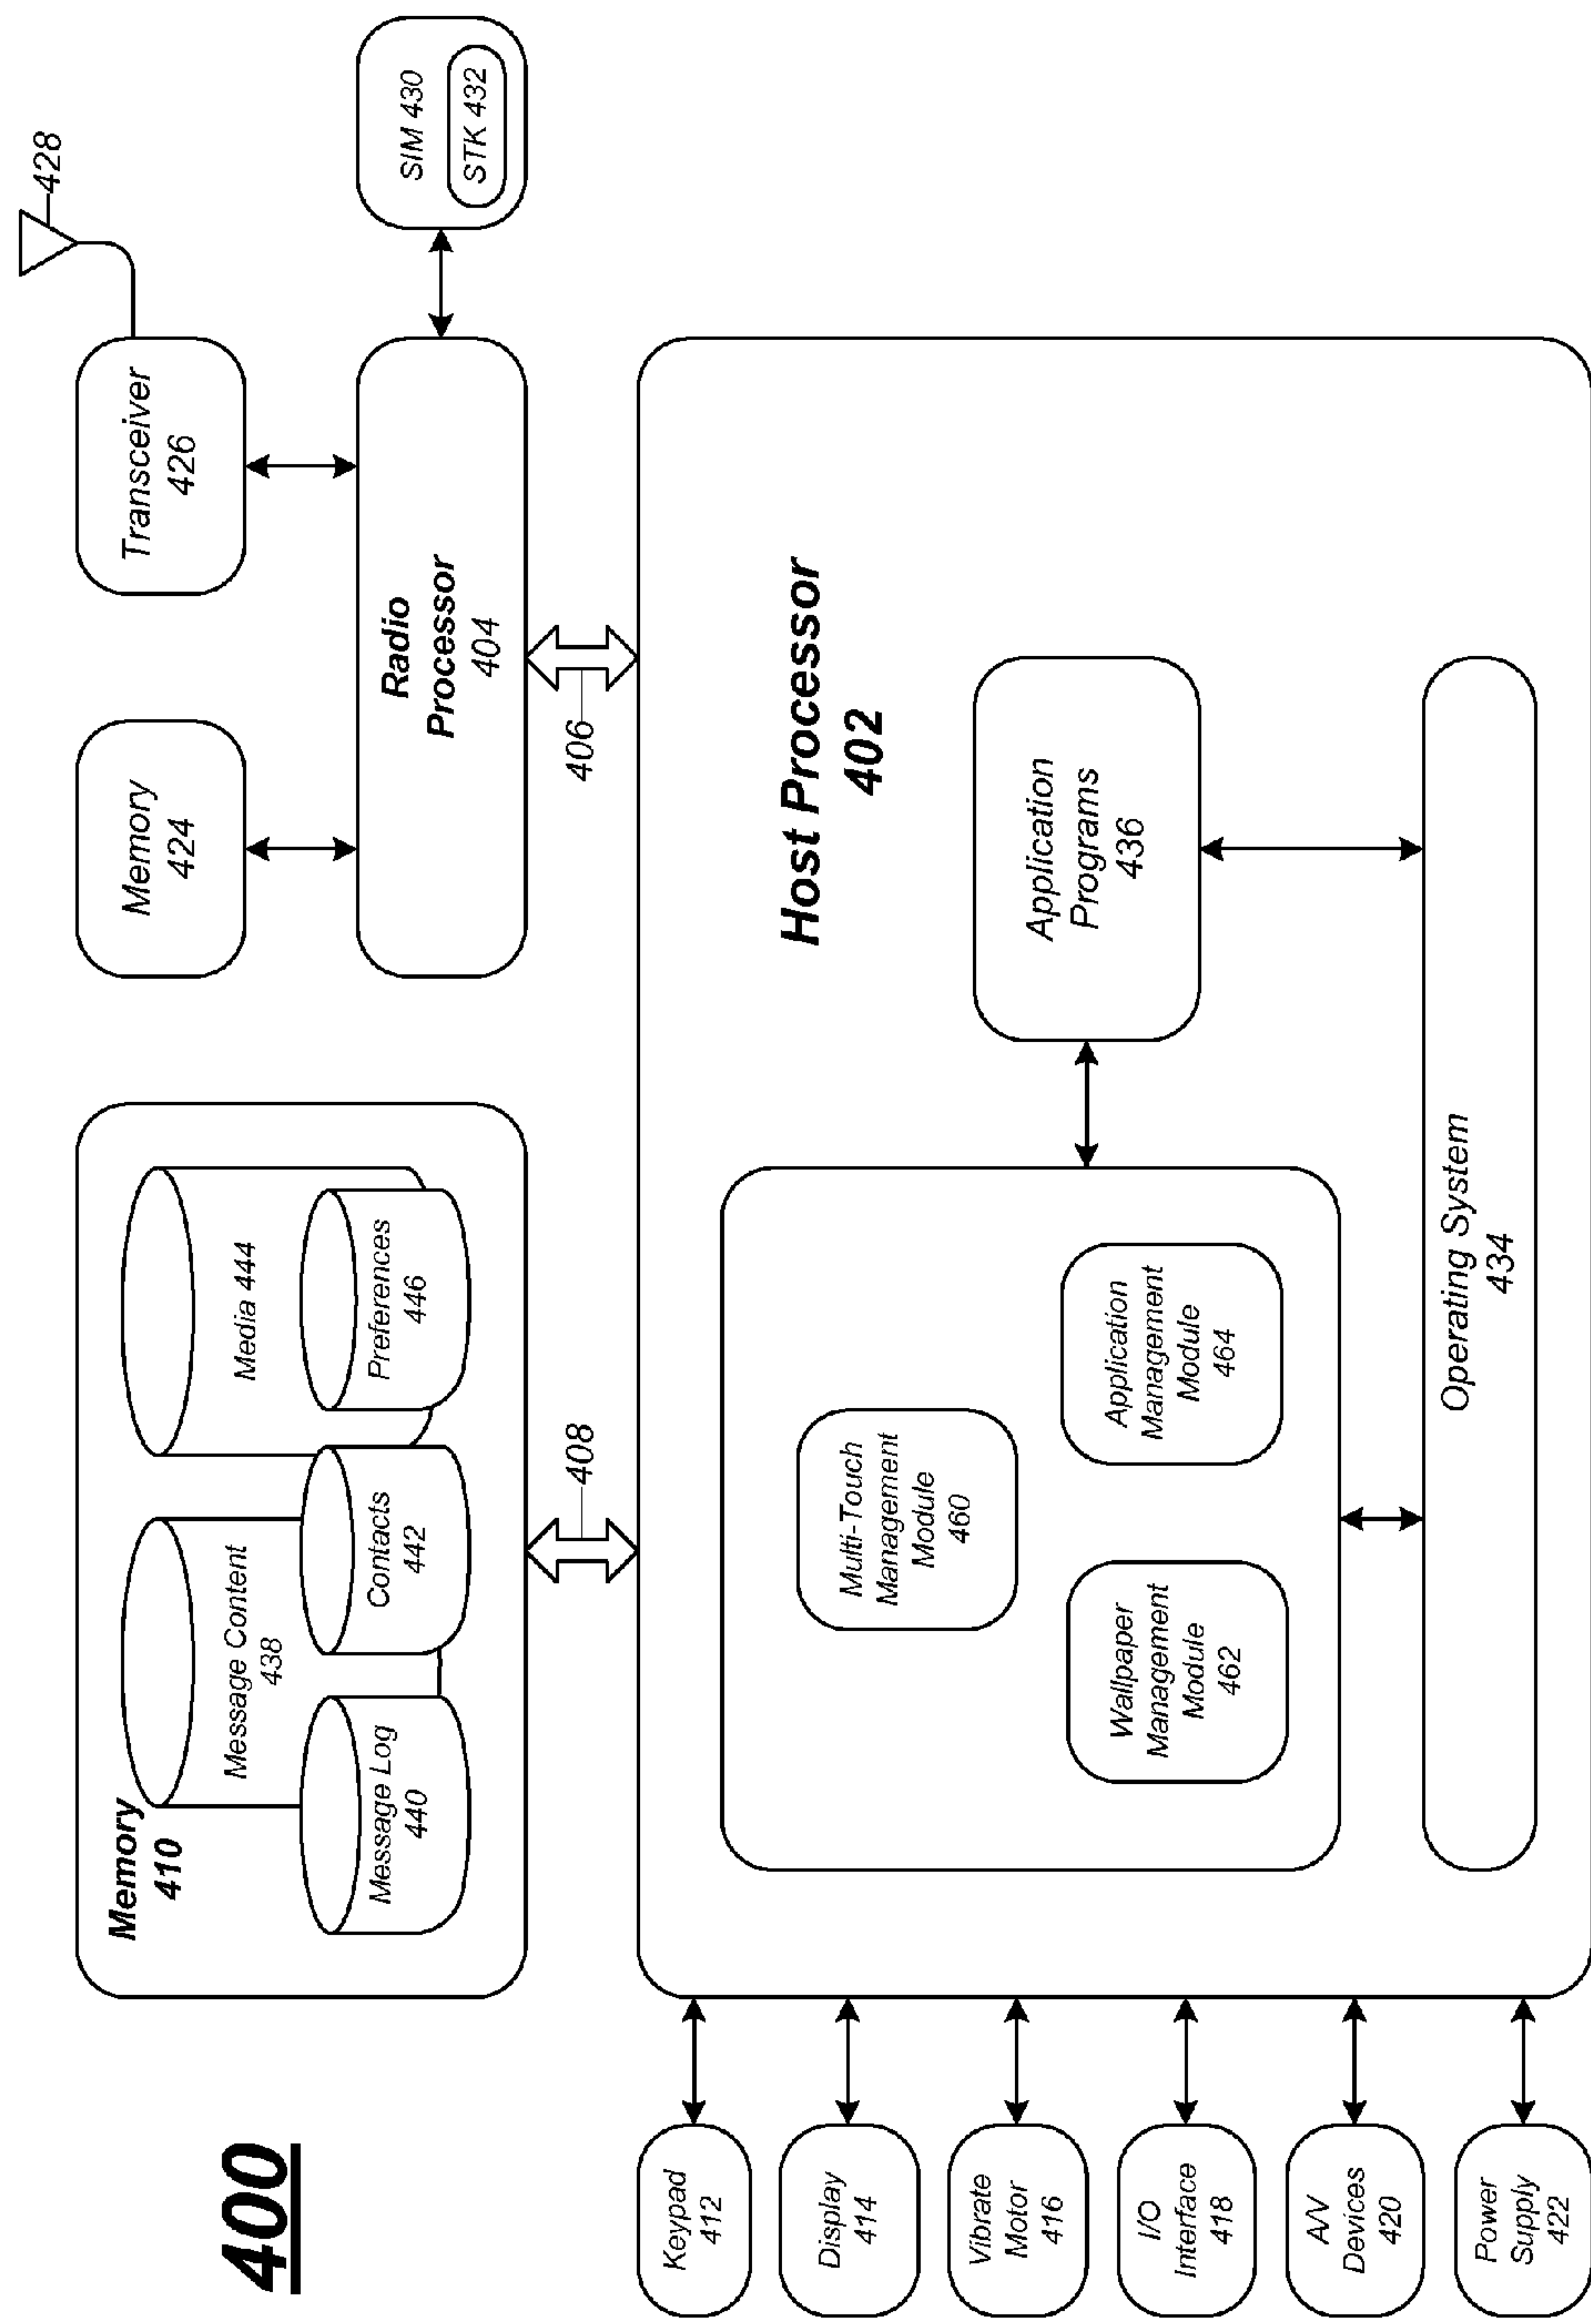 400
Memory
410
Message Content
438
Media 444
Message Log
440
Contacts
442
Preferences
446
Memory
424
Transceiver
426
428
Radio
Processor
404
SIM 430
STK 432
408
406
Keypad
412
Display
414
Vibrate
Motor
416
I/O
Interface
418
A/V
Devices
420
Power
Supply
422
Host Processor
402
Multi-Touch
Management
Module
460
Wallpaper
Management
Module
462
Application
Management
Module
464
Application
Programs
436
Operating System
434